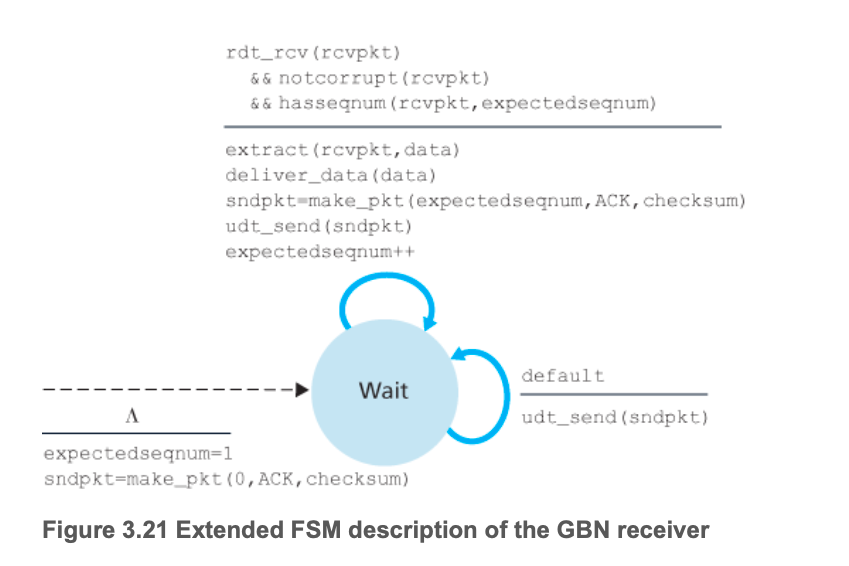 rdt_rcv(rcvpkt)
&& notcorrupt(rcvpkt)
&& hasseqnum(rcvpkt,expectedseqnum)
extract(rcvpkt,data)
deliver_data(data)
sndpkt=make_pkt(expectedseqnum,ACK,checksum)
udt_send(sndpkt)
expectedseqnum++
Wait
default
udt_send(sndpkt)
Λ
expectedseqnum=1
sndpkt=make_pkt(0,ACK,checksum)
Figure 3.21 Extended FSM description of the GBN receiver